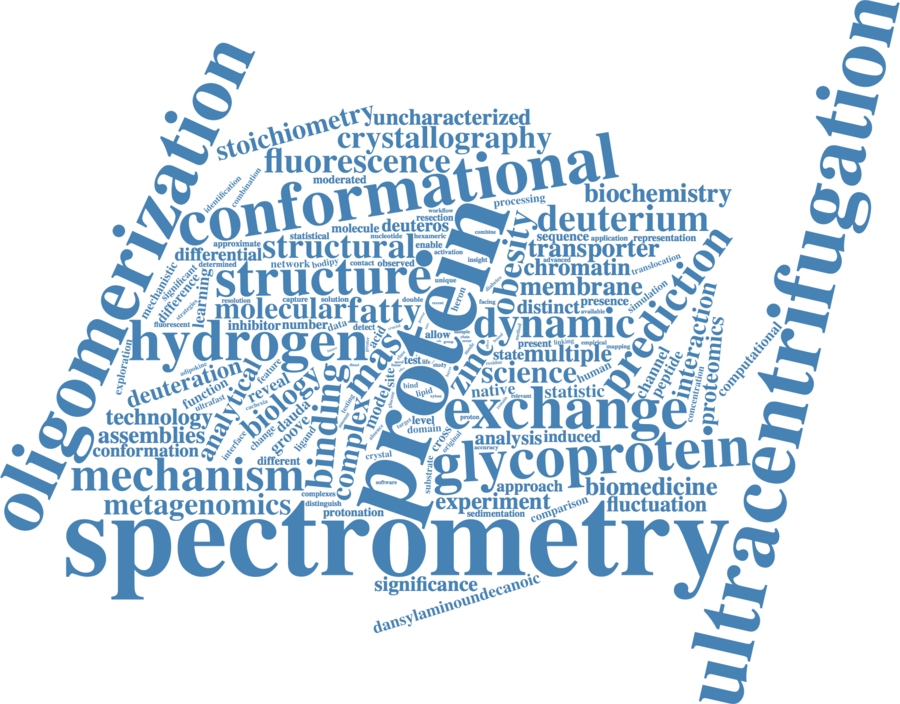 oligomerization
ultracentrifugation
stoichiometry
uncharacterized
crystallography
fluorescence
identification
combination
moderated
conformational
biochemistry
processing
workflow
resection
deuterium
molecule
deuteros
nucleotide
hexameric
combine
statistical
approximate
structural
enable
activation
sequence
application
representation
differential
network
bodipy
contact
observed
insight
obesity
transporter
advanced
translocation
mechanistic
significant
difference
strategies
learning
determined
structure
unique
protein
chromatin
membrane
simulation
prediction
resolution
capture
solution
double
heron
facing
distinct
presence
available
molecular
fatty
fluorescent
inhibitor
number
data
detect
acid
allow
dynamic
hydrogen
mass
present
linking
empirical
mapping
zinc
state
multiple
interaction
channel
peptide
proteomics
concentration
computational
exploration
adipokine
deuteration
function
ultrafast
analytical
feature
reveal
cachexia
biology
test
life
study
science
human
site
bind
lipid
native
relevant
statistic
technology
interface
change
groove
dauda
ligand
binding
complex
model
testing
target
level
domain
proton
exchange
assemblies
conformation
different
crystal
cross
original
substrate
analysis
induced
accuracy
glycoprotein
mechanism
software
approach
biomedicine
metagenomics
complexes
distinguish
protonation
experiment
sedimentation
comparison
fluctuation
spectrometry
significance
dansylaminoundecanoic